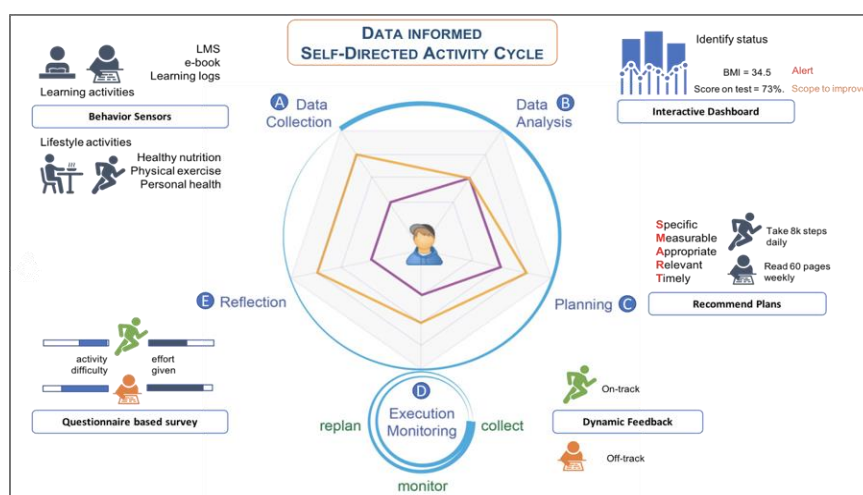 DATA INFORMED
SELF-DIRECTED ACTIVITY CYCLE
LMS
e-book
Learning logs
Learning activities
Behavior Sensors
Lifestyle activities
Healthy nutrition
Physical exercise
Personal health
A Data
Collection
Data B
Analysis
Identify status
BMI = 34.5 Alert
Score on test = 73%. Scope to improve
Interactive Dashboard
Specific
Measurable
Appropriate
Relevant
Timely
Take 8k steps
daily
Read 60 pages
weekly
Recommend Plans
Planning C
E Reflection
activity
difficulty
effort
given
Questionnaire based survey
D
Execution
Monitoring
replan
collect
monitor
On-track
Dynamic Feedback
Off-track